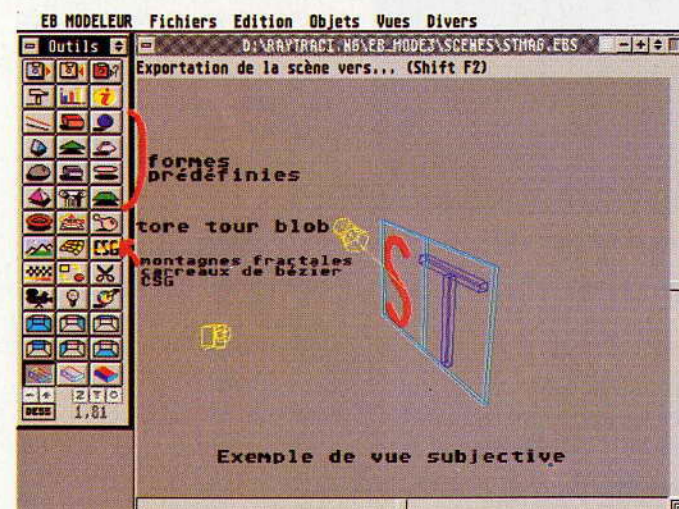 EB MODELEUR Fichiers Edition Objets Vues Divers
Outils
D:\RAYTRACI.NG\EB_MODE3\SCENES\STMAG.EBS
Exportation de la scène vers... (Shift F2)
formes
prédéfinies
tore tour blob
montagnes fractales
carreaux de bézier
CSG
CSG
ST
Z T O
DESS 1,81
Exemple de vue subjective